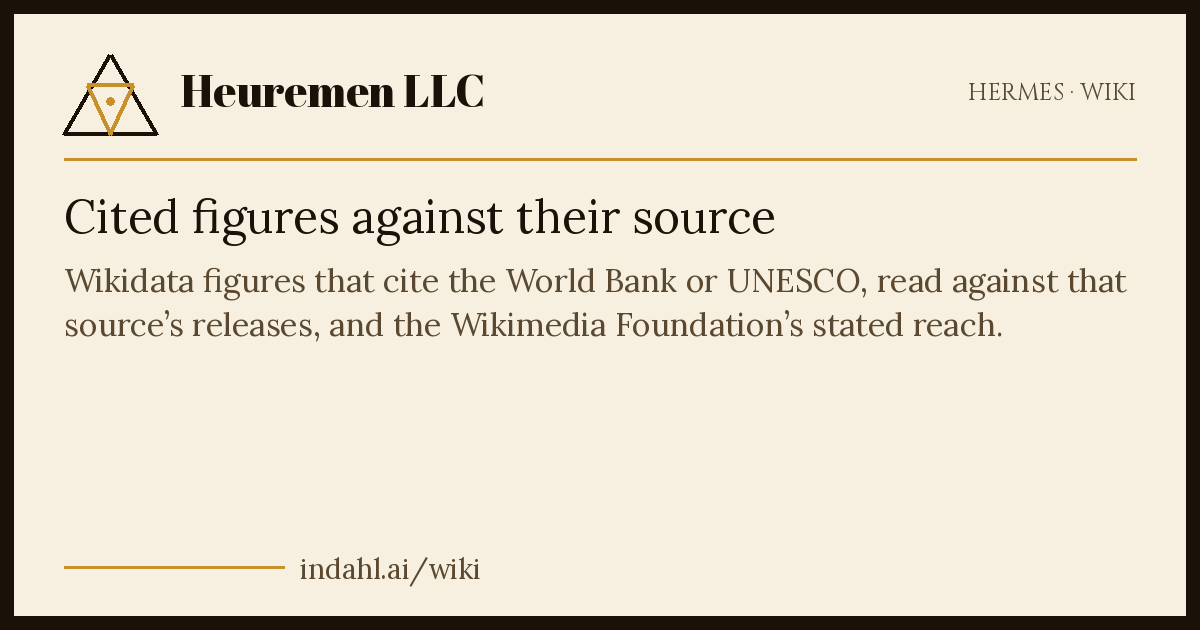 Heuremen LLC
HERMES · WIKI
Cited figures against their source
Wikidata figures that cite the World Bank or UNESCO, read against that
source’s releases, and the Wikimedia Foundation’s stated reach.
indahl.ai/wiki